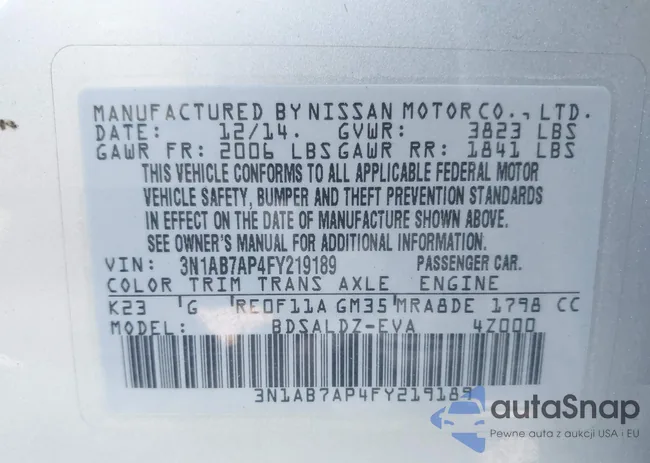 MANUFACTURED BY NISSAN MOTOR CO., LTD.
DATE: 12/14. GVWR: 3823 LBS
GAWR FR: 2006 LBS GAWR RR: 1841 LBS
THIS VEHICLE CONFORMS TO ALL APPLICABLE FEDERAL MOTOR
VEHICLE SAFETY, BUMPER AND THEFT PREVENTION STANDARDS
IN EFFECT ON THE DATE OF MANUFACTURE SHOWN ABOVE.
SEE OWNER'S MANUAL FOR ADDITIONAL INFORMATION.
VIN: 3N1AB7AP4FY219189 PASSENGER CAR.
COLOR TRIM TRANS AXLE ENGINE
K23 G RE0F11A GM35 MRA8DE 1798 CC
MODEL: BDSALDZ-EVA 4Z000
3N1AB7AP4FY219189
autaSnap
Pewne auta z aukcji USA i EU